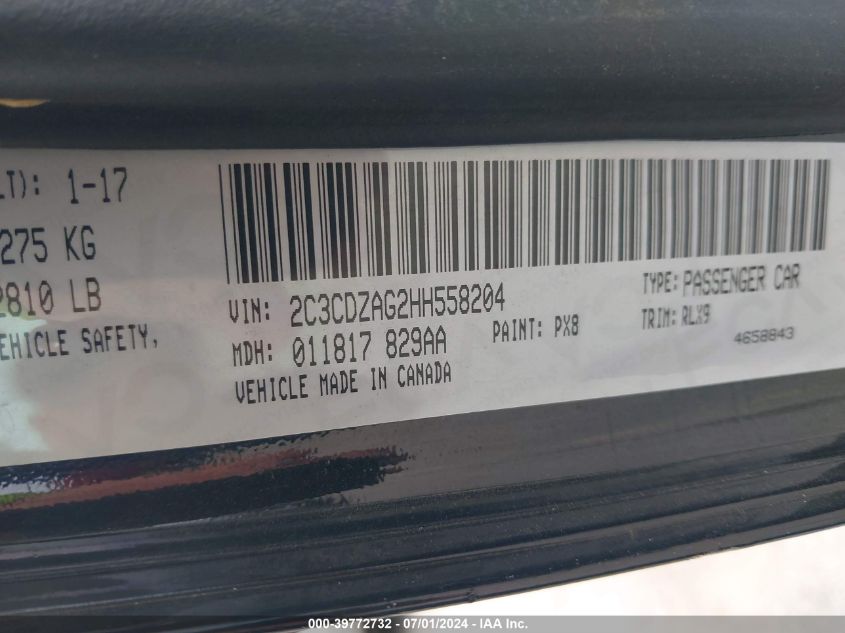 LT): 1-17
275 KG
2810 LB
EHICLE SAFETY,
VIN: 2C3CDZAG2HH558204
MDH: 011817 829AA
PAINT: PX8
VEHICLE MADE IN CANADA
TYPE: PASSENGER CAR
TRIM: RLX9
4658843
000-39772732 - 07/01/2024 - IAA Inc.